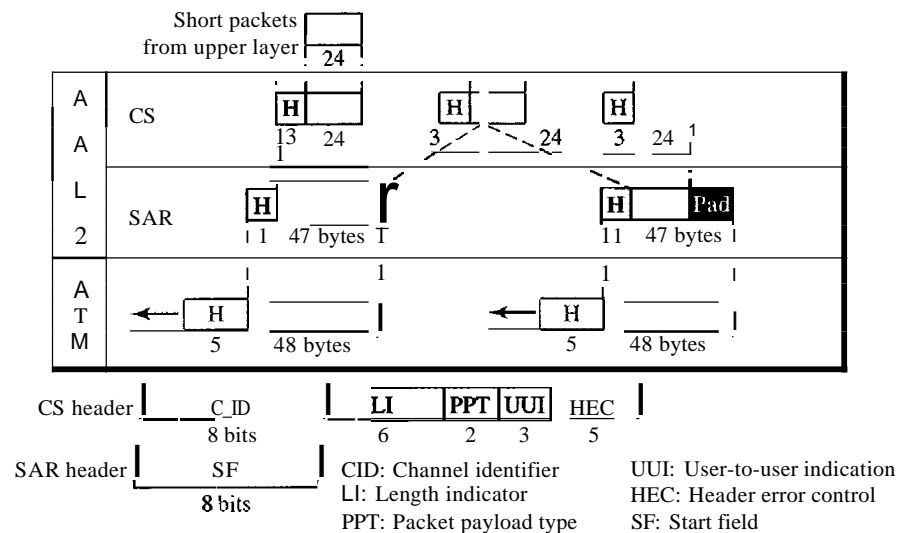 Short packets
from upper layer
24
A
A
L
2
CS
H
H
H
13 24 3 24 3 24 1
1
SAR
H
r
H
Pad
1 47 bytes 1 11 47 bytes
1 1
A
T
M
H
H
5 48 bytes 5 48 bytes
CS header C_ID LI PPT UUI HEC
8 bits 6 2 3 5
SAR header SF
8 bits
CID: Channel identifier
LI: Length indicator
PPT: Packet payload type
UUI: User-to-user indication
HEC: Header error control
SF: Start field